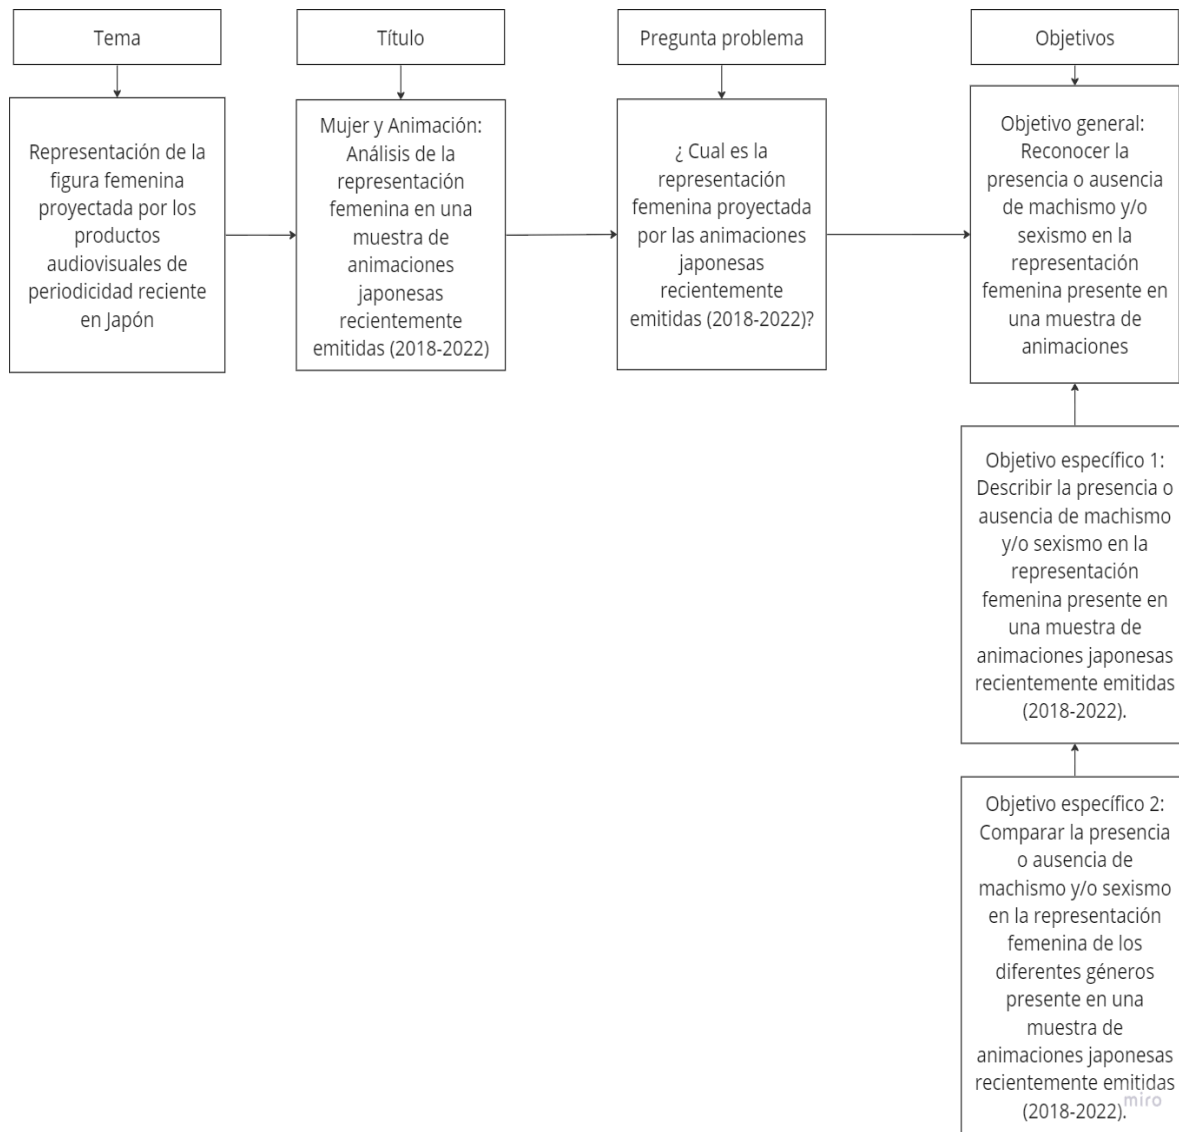 Tema
Título
Pregunta problema
Objetivos
Representación de la
figura femenina
proyectada por los
productos
audiovisuales de
periodicidad reciente
en Japón
Mujer y Animación:
Análisis de la
representación
femenina en una
muestra de
animaciones
japonesas
recientemente
emitidas (2018-2022)
¿ Cual es la
representación
femenina proyectada
por las animaciones
japonesas
recientemente
emitidas (2018-2022)?
Objetivo general:
Reconocer la
presencia o ausencia
de machismo y/o
sexismo en la
representación
femenina presente en
una muestra de
animaciones
Objetivo específico 1:
Describir la presencia o
ausencia de machismo
y/o sexismo en la
representación
femenina presente en
una muestra de
animaciones japonesas
recientemente emitidas
(2018-2022).
Objetivo específico 2:
Comparar la presencia
o ausencia de
machismo y/o sexismo
en la representación
femenina de los
diferentes géneros
presente en una
muestra de
animaciones japonesas
recientemente emitidas
(2018-2022).
miro